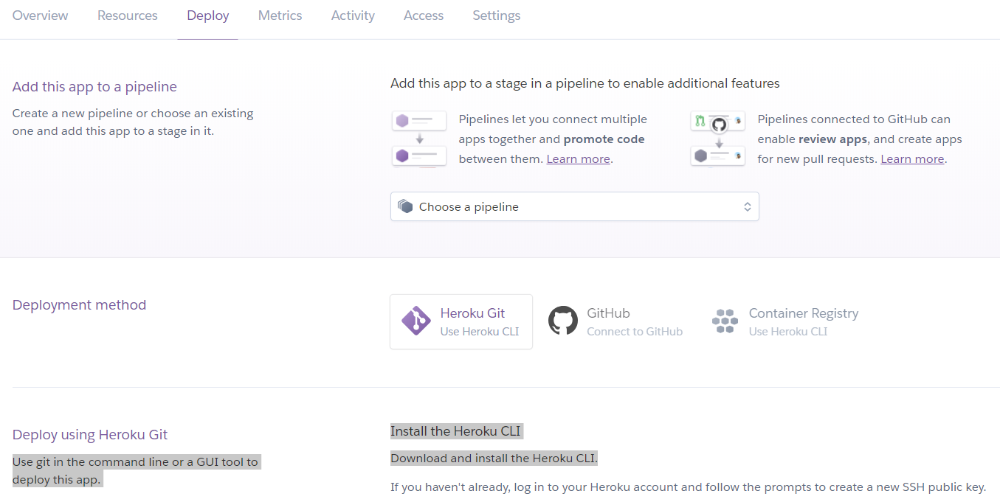 Overview Resources Deploy Metrics Activity Access Settings
Add this app to a pipeline
Create a new pipeline or choose an existing
one and add this app to a stage in it.
Add this app to a stage in a pipeline to enable additional features
Pipelines let you connect multiple
apps together and promote code
between them. Learn more.
Pipelines connected to GitHub can
enable review apps, and create apps
for new pull requests. Learn more.
Choose a pipeline
Deployment method
Heroku Git
Use Heroku CLI
GitHub
Connect to GitHub
Container Registry
Use Heroku CLI
Deploy using Heroku Git
Use git in the command line or a GUI tool to
deploy this app.
Install the Heroku CLI
Download and install the Heroku CLI.
If you haven't already, log in to your Heroku account and follow the prompts to create a new SSH public key.